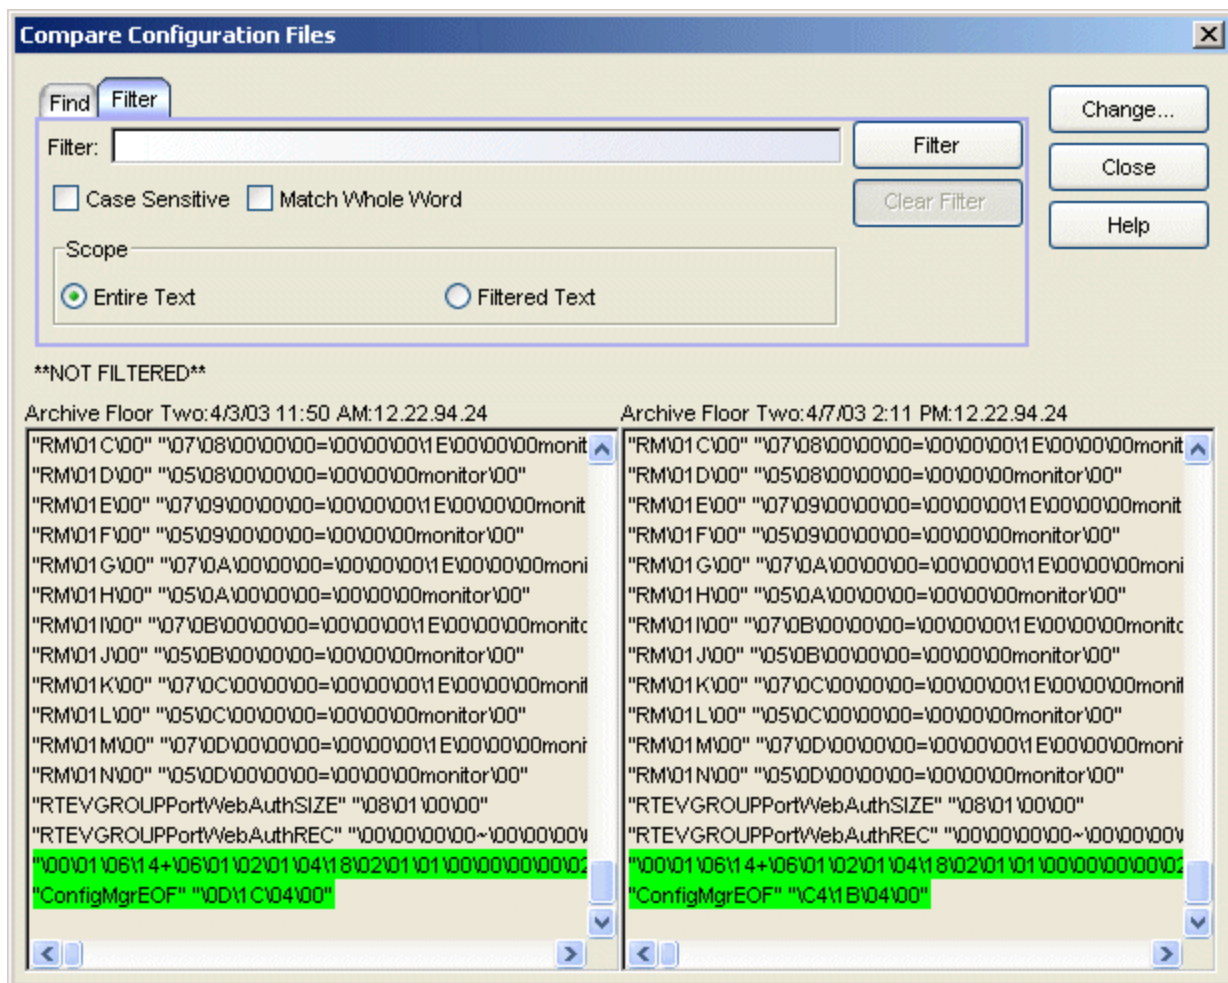 Compare Configuration Files
Find Filter
Change...
Filter: Filter
Close
Case Sensitive Match Whole Word Clear Filter
Help
Scope
Entire Text Filtered Text
**NOT FILTERED**
Archive Floor Two:4/3/03 11:50 AM:12.22.94.24
"RM\01C\00" "\07\08\00\00\00=\00\00\00\1E\00\00\00monit
"RM\01D\00" "\05\08\00\00\00=\00\00\00monitor\00"
"RM\01E\00" "\07\09\00\00\00=\00\00\00\1E\00\00\00monit
"RM\01F\00" "\05\09\00\00\00=\00\00\00monitor\00"
"RM\01G\00" "\07\0A\00\00\00=\00\00\00\1E\00\00\00moni
"RM\01H\00" "\05\0A\00\00\00=\00\00\00monitor\00"
"RM\01I\00" "\07\0B\00\00\00=\00\00\00\1E\00\00\00monitc
"RM\01J\00" "\05\0B\00\00\00=\00\00\00monitor\00"
"RM\01K\00" "\07\0C\00\00\00=\00\00\00\1E\00\00\00monit
"RM\01L\00" "\05\0C\00\00\00=\00\00\00monitor\00"
"RM\01M\00" "\07\0D\00\00\00=\00\00\00\1E\00\00\00moni
"RM\01N\00" "\05\0D\00\00\00=\00\00\00monitor\00"
"RTEVGROUPPortWebAuthSIZE" "\08\01\00\00"
"RTEVGROUPPortWebAuthREC" "\00\00\00\00~\00\00\00\
"\00\01\06\14+\06\01\02\01\04\18\02\01\01\00\00\00\00\02
"ConfigMgrEOF" "\0D\1C\04\00"
Archive Floor Two:4/7/03 2:11 PM:12.22.94.24
"RM\01C\00" "\07\08\00\00\00=\00\00\00\1E\00\00\00monit
"RM\01D\00" "\05\08\00\00\00=\00\00\00monitor\00"
"RM\01E\00" "\07\09\00\00\00=\00\00\00\1E\00\00\00monit
"RM\01F\00" "\05\09\00\00\00=\00\00\00monitor\00"
"RM\01G\00" "\07\0A\00\00\00=\00\00\00\1E\00\00\00moni
"RM\01H\00" "\05\0A\00\00\00=\00\00\00monitor\00"
"RM\01I\00" "\07\0B\00\00\00=\00\00\00\1E\00\00\00monitc
"RM\01J\00" "\05\0B\00\00\00=\00\00\00monitor\00"
"RM\01K\00" "\07\0C\00\00\00=\00\00\00\1E\00\00\00monit
"RM\01L\00" "\05\0C\00\00\00=\00\00\00monitor\00"
"RM\01M\00" "\07\0D\00\00\00=\00\00\00\1E\00\00\00moni
"RM\01N\00" "\05\0D\00\00\00=\00\00\00monitor\00"
"RTEVGROUPPortWebAuthSIZE" "\08\01\00\00"
"RTEVGROUPPortWebAuthREC" "\00\00\00\00~\00\00\00\
"\00\01\06\14+\06\01\02\01\04\18\02\01\01\00\00\00\00\02
"ConfigMgrEOF" "\C4\1B\04\00"